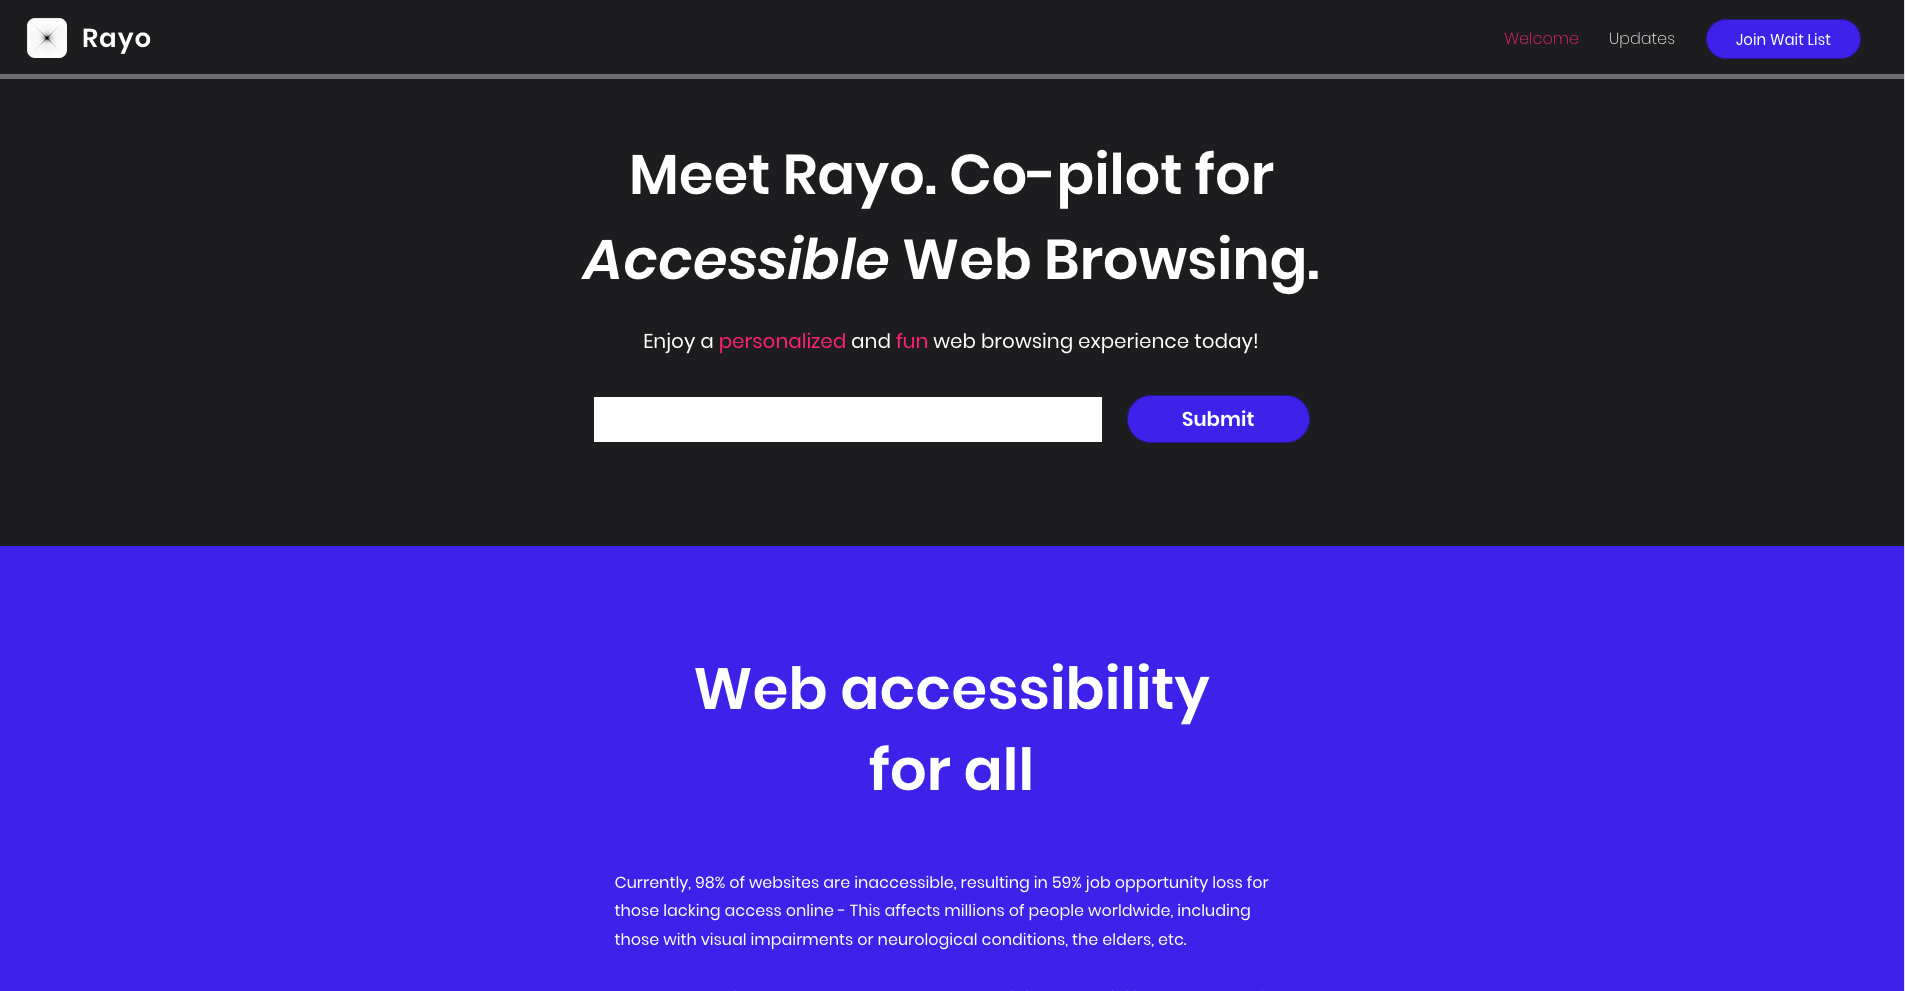 Rayo
Welcome
Updates
Join Wait List
Meet Rayo. Co-pilot for
Accessible Web Browsing.
Enjoy a personalized and fun web browsing experience today!
Submit
Web accessibility
for all
Currently, 98% of websites are inaccessible, resulting in 59% job opportunity loss for
those lacking access online - This affects millions of people worldwide, including
those with visual impairments or neurological conditions, the elders, etc.